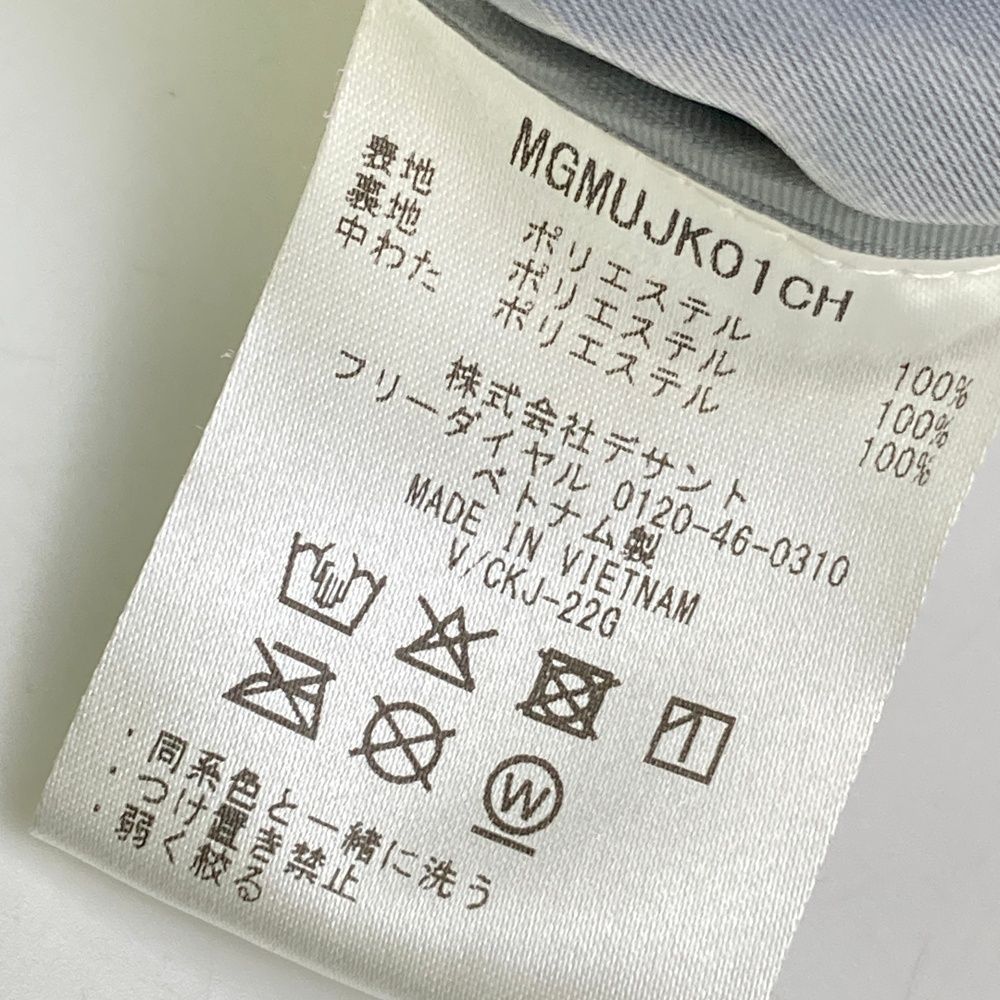 MGMUJK01CH
表地 ポリエステル 100%
裏地 ポリエステル 100%
中わた ポリエステル 100%
株式会社デサント
フリーダイヤル 0120-46-0310
ベトナム製
MADE IN VIETNAM
V/CKJ-22G
W
・同系色と一緒に洗う
・つけ置き禁止
・弱く絞る